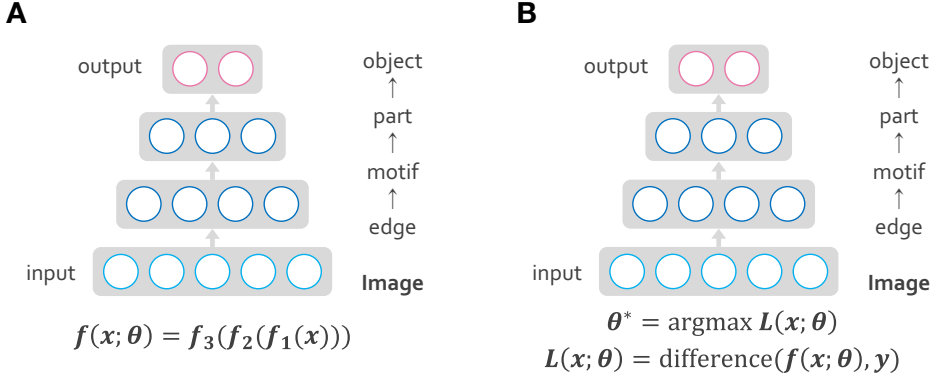 A
output
object
↑
part
↑
motif
↑
edge
input
Image
f(x; θ) = f₃(f₂(f₁(x)))
B
output
object
↑
part
↑
motif
↑
edge
input
Image
θ* = argmax L(x; θ)
L(x; θ) = difference(f(x; θ), y)